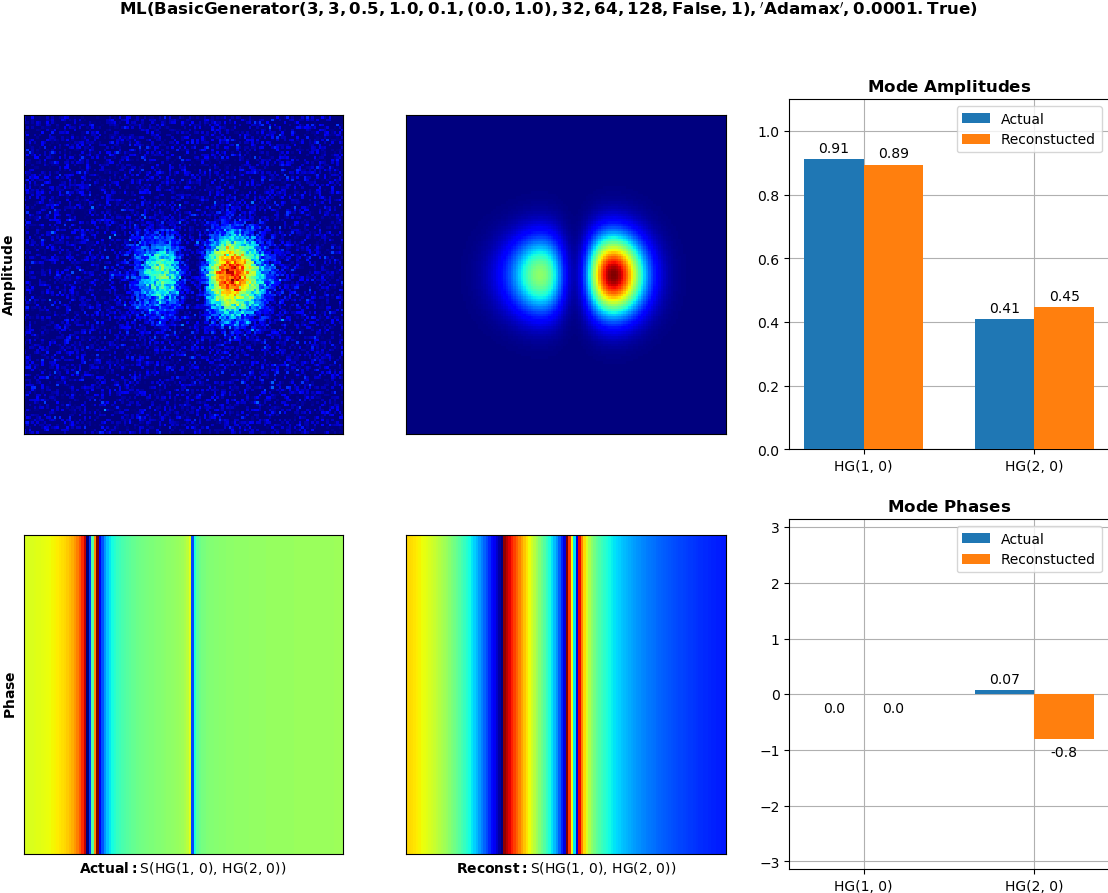 ML(BasicGenerator(3, 3, 0.5, 1.0, 0.1, (0.0, 1.0), 32, 64, 128, False, 1), ′Adamax′, 0.0001. True)
Amplitude
Mode Amplitudes
Actual
Reconstucted
1.0
0.8
0.6
0.4
0.2
0.0
0.91
0.89
0.41
0.45
HG(1, 0)
HG(2, 0)
Phase
Actual: S(HG(1, 0), HG(2, 0))
Reconst: S(HG(1, 0), HG(2, 0))
Mode Phases
Actual
Reconstucted
3
2
1
0
−1
−2
−3
0.0
0.0
0.07
-0.8
HG(1, 0)
HG(2, 0)